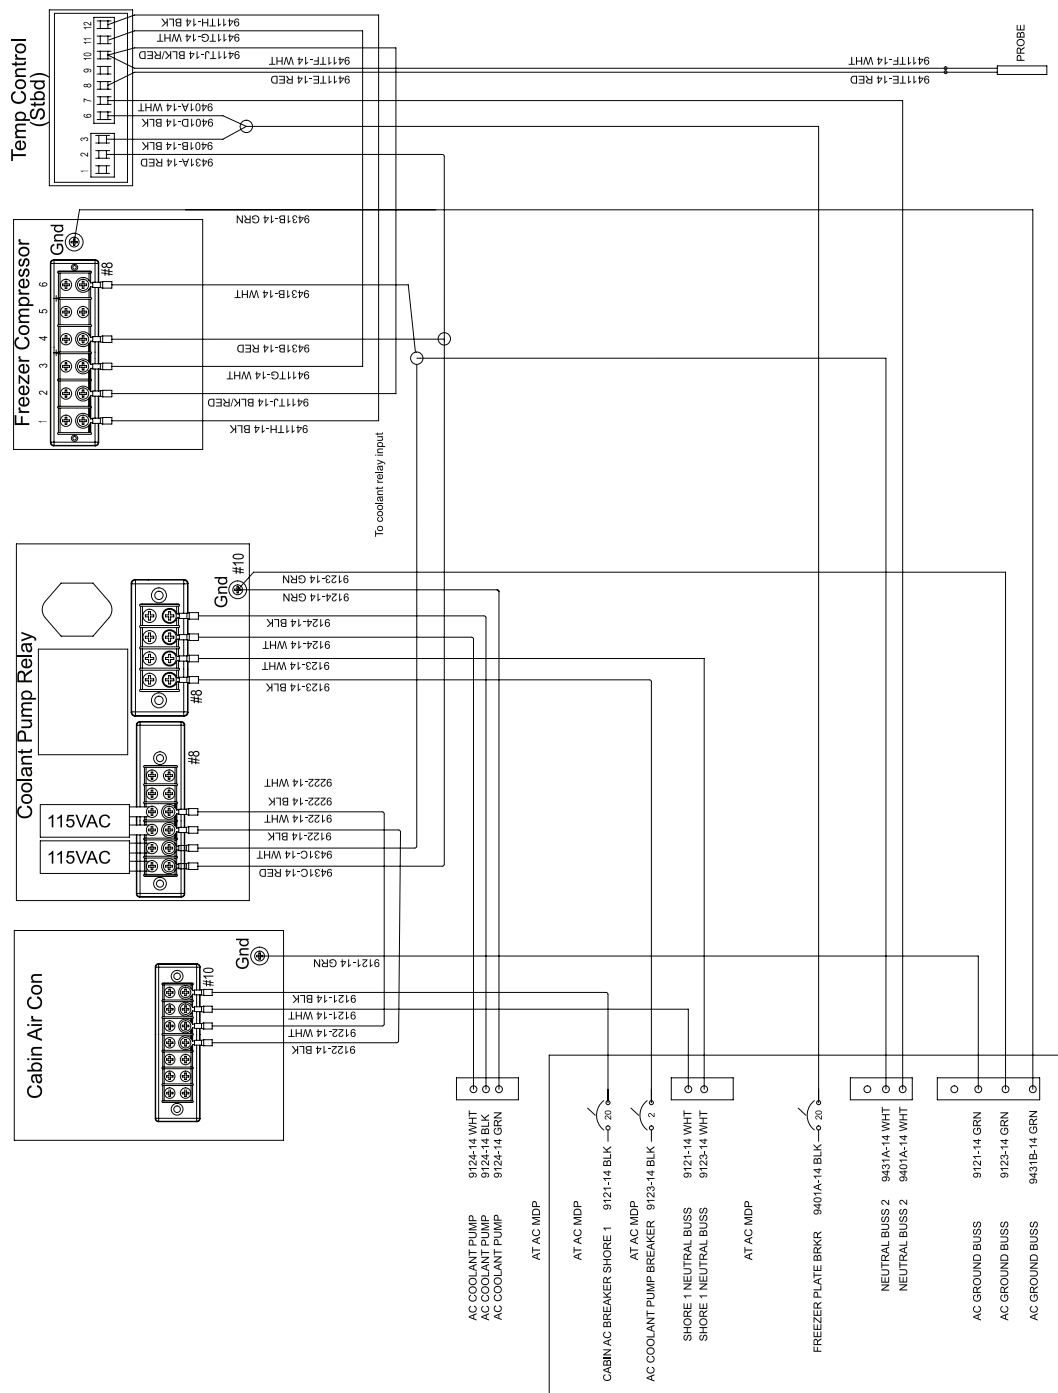 Temp Control
(Stbd)
12
11
10
9
8
7
6
3
2
1
9411TH-14 BLK
9411TG-14 WHT
9411TJ-14 BLK/RED
9411TF-14 WHT
9411TE-14 RED
9401A-14 WHT
9401D-14 BLK
9401B-14 BLK
9431A-14 RED
9411TF-14 WHT
9411TE-14 RED
PROBE
Freezer Compressor
Gnd
#8
6
5
4
3
2
1
9431B-14 GRN
9431B-14 WHT
9431B-14 RED
9411TG-14 WHT
9411TJ-14 BLK/RED
9411TH-14 BLK
To coolant relay input
Coolant Pump Relay
Gnd
#10
9123-14 GRN
9124-14 GRN
9124-14 BLK
9124-14 WHT
9123-14 WHT
9123-14 BLK
#8
#8
115VAC
115VAC
9222-14 WHT
9222-14 BLK
9122-14 WHT
9122-14 BLK
9431C-14 WHT
9431C-14 RED
Cabin Air Con
Gnd
#10
9121-14 GRN
9121-14 BLK
9121-14 WHT
9122-14 WHT
9122-14 BLK
AC COOLANT PUMP 9124-14 WHT
AC COOLANT PUMP 9124-14 BLK
AC COOLANT PUMP 9124-14 GRN
AT AC MDP
AT AC MDP
CABIN AC BREAKER SHORE 1 9121-14 BLK 20
AT AC MDP
AC COOLANT PUMP BREAKER 9123-14 BLK 2
SHORE 1 NEUTRAL BUSS 9121-14 WHT
SHORE 1 NEUTRAL BUSS 9123-14 WHT
AT AC MDP
FREEZER PLATE BRKR 9401A-14 BLK 20
NEUTRAL BUSS 2 9431A-14 WHT
NEUTRAL BUSS 2 9401A-14 WHT
AC GROUND BUSS 9121-14 GRN
AC GROUND BUSS 9123-14 GRN
AC GROUND BUSS 9431B-14 GRN